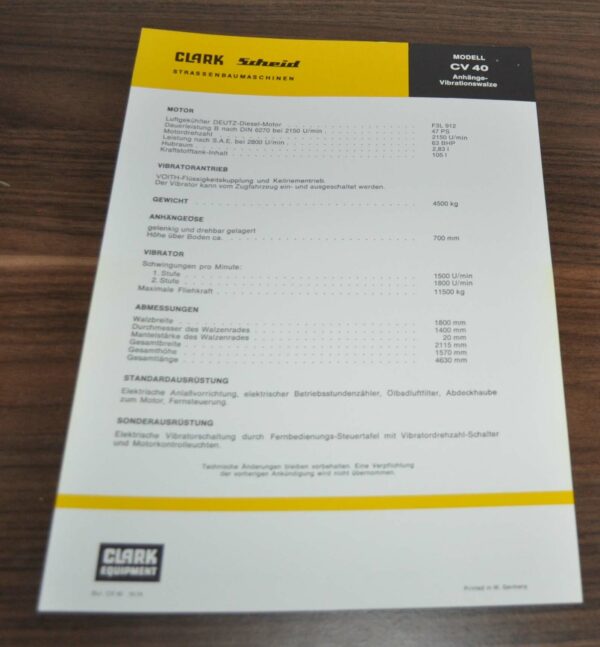 CLARK Scheid
STRASSENBAUMASCHINEN
MODELL
CV 40
Anhänge-
Vibrationswalze
MOTOR
Luftgekühlter DEUTZ-Diesel-Motor . . . F3L 912
Dauerleistung B nach DIN 6270 bei 2150 U/min . . . 47 PS
Motordrehzahl . . . 2150 U/min
Leistung nach S.A.E. bei 2800 U/min . . . 63 BHP
Hubraum . . . 2,83 l
Kraftstofftank-Inhalt . . . 105 l
VIBRATORANTRIEB
VOITH-Flüssigkeitskupplung und Keilriementrieb.
Der Vibrator kann vom Zugfahrzeug ein- und ausgeschaltet werden.
GEWICHT . . . 4500 kg
ANHÄNGEÖSE
gelenkig und drehbar gelagert
Höhe über Boden ca. . . . 700 mm
VIBRATOR
Schwingungen pro Minute:
1. Stufe . . . 1500 U/min
2. Stufe . . . 1800 U/min
Maximale Fliehkraft . . . 11500 kg
ABMESSUNGEN
Walzbreite . . . 1800 mm
Durchmesser des Walzenrades . . . 1400 mm
Mantelstärke des Walzenrades . . . 20 mm
Gesamtbreite . . . 2115 mm
Gesamthöhe . . . 1570 mm
Gesamtlänge . . . 4630 mm
STANDARDAUSRÜSTUNG
Elektrische Anlaßvorrichtung, elektrischer Betriebsstundenzähler, Ölbadluftfilter, Abdeckhaube
zum Motor, Fernsteuerung.
SONDERAUSRÜSTUNG
Elektrische Vibratorschaltung durch Fernbedienungs-Steuertafel mit Vibratordrehzahl-Schalter
und Motorkontrolleuchten.
Technische Änderungen bleiben vorbehalten. Eine Verpflichtung
der vorherigen Ankündigung wird nicht übernommen.
CLARK
EQUIPMENT
Printed in W. Germany